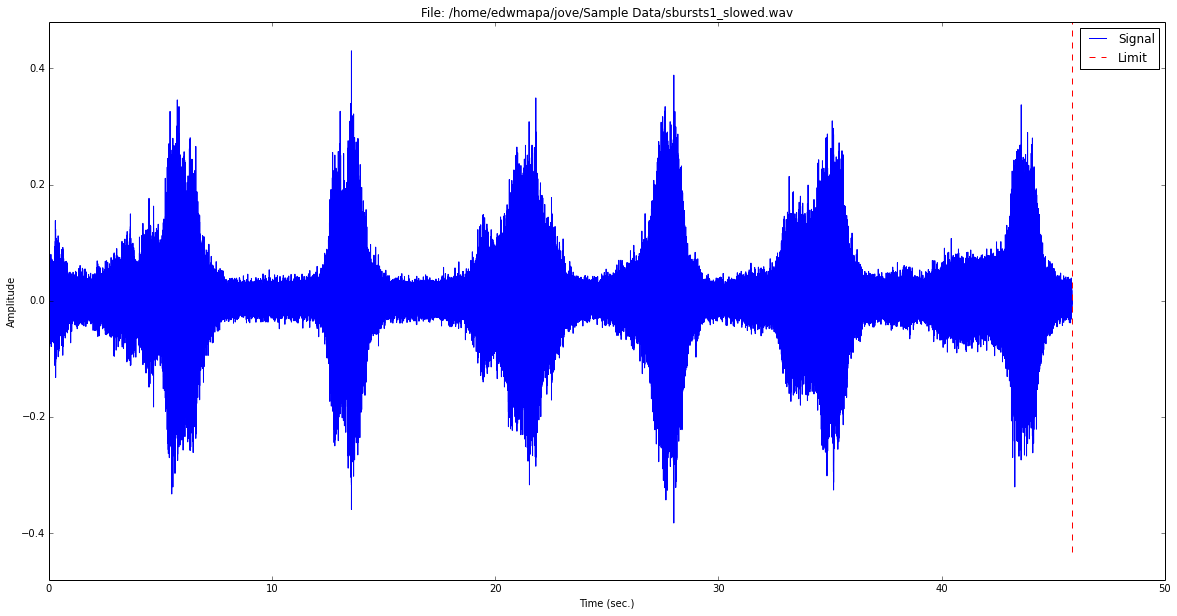 File: /home/edwmapa/jove/Sample Data/sbursts1_slowed.wav
Signal
Limit
0.4
0.2
0.0
−0.2
−0.4
Amplitude
0 10 20 30 40 50
Time (sec.)